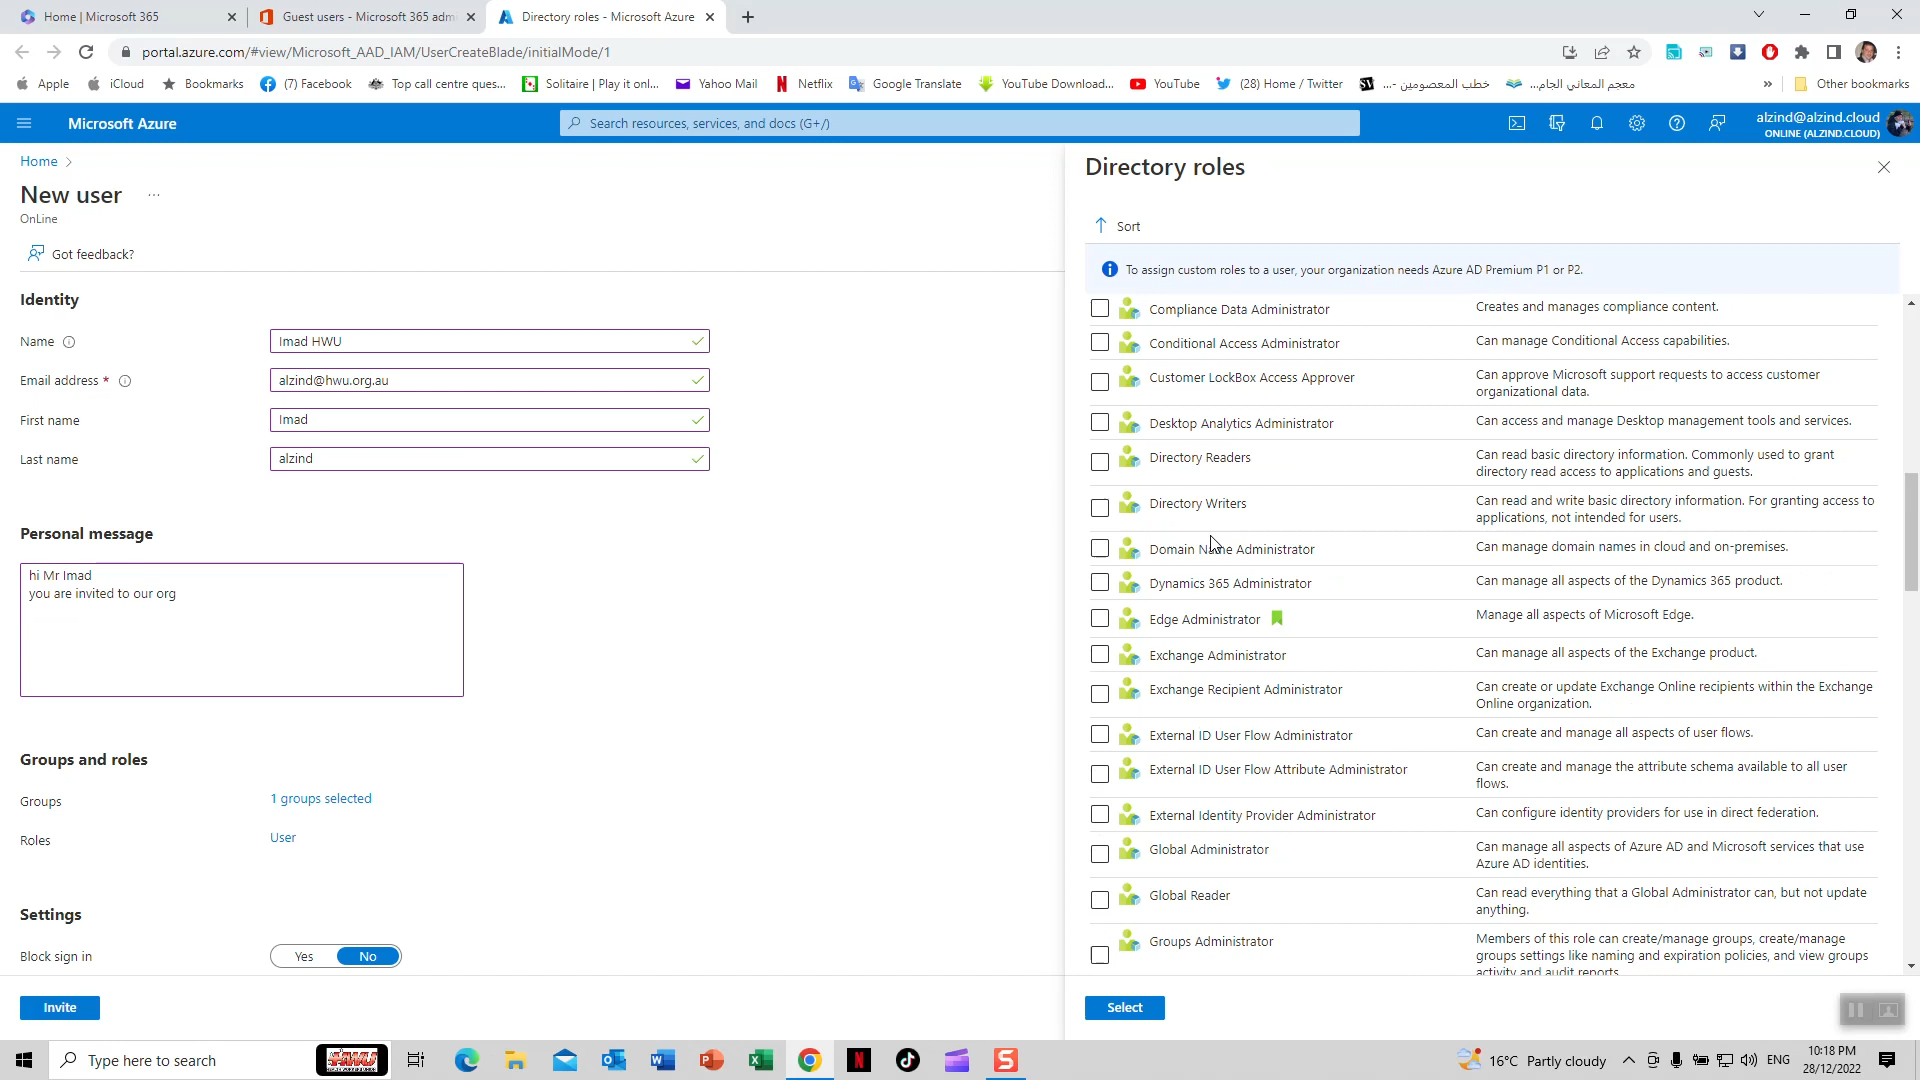 Home | Microsoft 365
Guest users - Microsoft 365 admi
Directory roles - Microsoft Azure
portal.azure.com/#view/Microsoft_AAD_IAM/UserCreateBlade/initialMode/1
Apple
iCloud
Bookmarks
(7) Facebook
Top call centre ques...
Solitaire | Play it onl...
Yahoo Mail
Netflix
Google Translate
YouTube Download...
YouTube
(28) Home / Twitter
خطب المعصومين -...
معجم المعاني الجام...
»
Other bookmarks
Microsoft Azure
Search resources, services, and docs (G+/)
alzind@alzind.cloud
ONLINE (ALZIND.CLOUD)
Home
New user
...
OnLine
Got feedback?
Identity
Name
Imad HWU
Email address *
alzind@hwu.org.au
First name
Imad
Last name
alzind
Personal message
hi Mr Imad
you are invited to our org
Groups and roles
Groups
1 groups selected
Roles
User
Settings
Block sign in
Yes
No
Invite
Directory roles
Sort
To assign custom roles to a user, your organization needs Azure AD Premium P1 or P2.
Compliance Data Administrator
Creates and manages compliance content.
Conditional Access Administrator
Can manage Conditional Access capabilities.
Customer LockBox Access Approver
Can approve Microsoft support requests to access customer
organizational data.
Desktop Analytics Administrator
Can access and manage Desktop management tools and services.
Directory Readers
Can read basic directory information. Commonly used to grant
directory read access to applications and guests.
Directory Writers
Can read and write basic directory information. For granting access to
applications, not intended for users.
Domain Name Administrator
Can manage domain names in cloud and on-premises.
Dynamics 365 Administrator
Can manage all aspects of the Dynamics 365 product.
Edge Administrator
Manage all aspects of Microsoft Edge.
Exchange Administrator
Can manage all aspects of the Exchange product.
Exchange Recipient Administrator
Can create or update Exchange Online recipients within the Exchange
Online organization.
External ID User Flow Administrator
Can create and manage all aspects of user flows.
External ID User Flow Attribute Administrator
Can create and manage the attribute schema available to all user
flows.
External Identity Provider Administrator
Can configure identity providers for use in direct federation.
Global Administrator
Can manage all aspects of Azure AD and Microsoft services that use
Azure AD identities.
Global Reader
Can read everything that a Global Administrator can, but not update
anything.
Groups Administrator
Members of this role can create/manage groups, create/manage
groups settings like naming and expiration policies, and view groups
activity and audit reports.
Select
Type here to search
16°C Partly cloudy
ENG
10:18 PM
28/12/2022